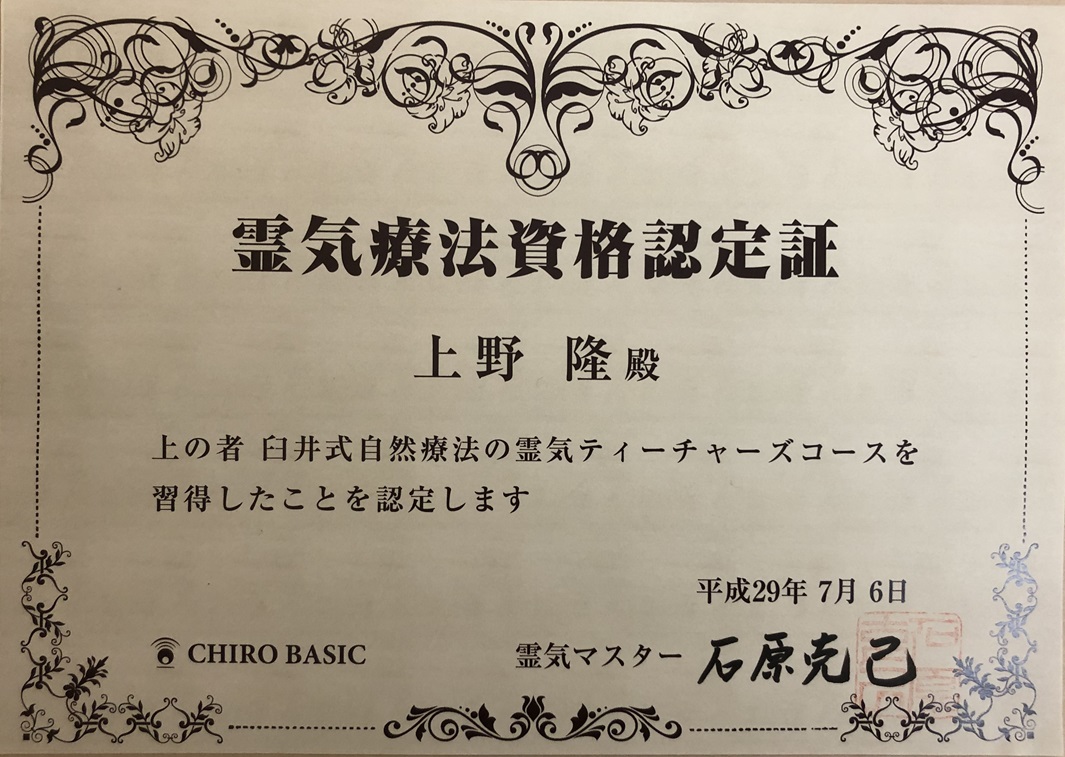 霊気療法資格認定証
上野 隆 殿
上の者 臼井式自然療法の霊気ティーチャーズコースを
習得したことを認定します
平成29年 7月 6日
CHIRO BASIC
霊気マスター 石原克己